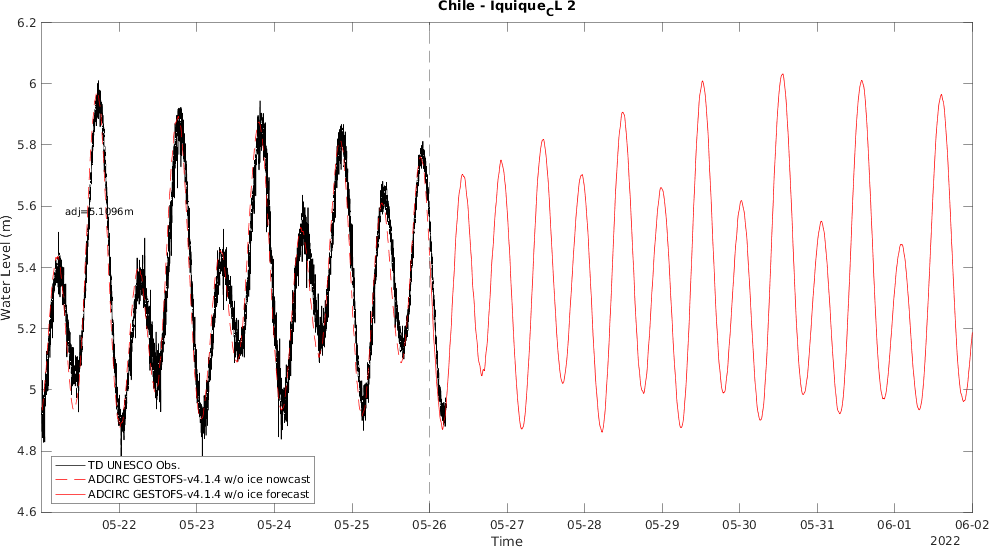 Chile - Iquique_CL 2
6.2
6
5.8
5.6
5.4
5.2
5
4.8
4.6
Water Level (m)
adj=5.1096m
TD UNESCO Obs.
ADCIRC GESTOFS-v4.1.4 w/o ice nowcast
ADCIRC GESTOFS-v4.1.4 w/o ice forecast
05-22 05-23 05-24 05-25 05-26 05-27 05-28 05-29 05-30 05-31 06-01 06-02
Time
2022